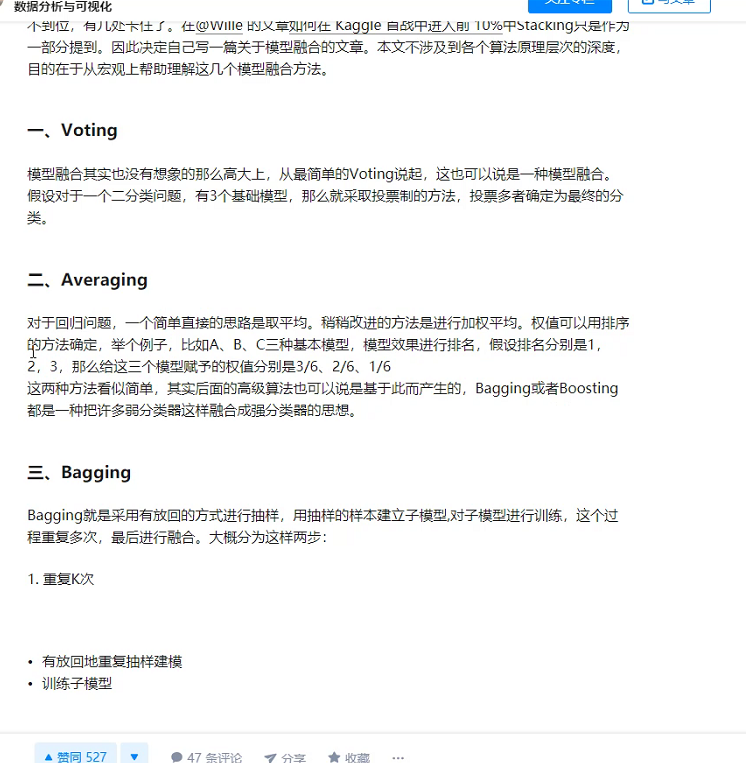 数据分析与可视化
不到位，有几处卡住了。在@Wille 的文章如何在 Kaggle 首战中进入前 10%中Stacking只是作为
一部分提到。因此决定自己写一篇关于模型融合的文章。本文不涉及到各个算法原理层次的深度，
目的在于从宏观上帮助理解这几个模型融合方法。
一、Voting
模型融合其实也没有想象的那么高大上，从最简单的Voting说起，这也可以说是一种模型融合。
假设对于一个二分类问题，有3个基础模型，那么就采取投票制的方法，投票多者确定为最终的分
类。
二、Averaging
对于回归问题，一个简单直接的思路是取平均。稍稍改进的方法是进行加权平均。权值可以用排序
的方法确定，举个例子，比如A、B、C三种基本模型，模型效果进行排名，假设排名分别是1，
2，3，那么给这三个模型赋予的权值分别是3/6、2/6、1/6
这两种方法看似简单，其实后面的高级算法也可以说是基于此而产生的，Bagging或者Boosting
都是一种把许多弱分类器这样融合成强分类器的思想。
三、Bagging
Bagging就是采用有放回的方式进行抽样，用抽样的样本建立子模型,对子模型进行训练，这个过
程重复多次，最后进行融合。大概分为这样两步：
1. 重复K次
• 有放回地重复抽样建模
• 训练子模型
赞同 527 47 条评论 分享 收藏 ···